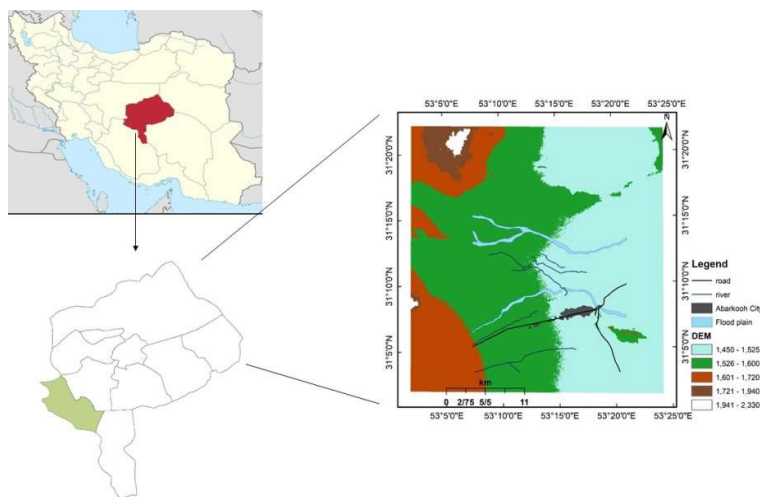 53°5'0"E 53°10'0"E 53°15'0"E 53°20'0"E 53°25'0"E
N
31°20'0"N 31°20'0"N
31°15'0"N 31°15'0"N
31°10'0"N 31°10'0"N
31°5'0"N 31°5'0"N
km
0 2/75 5/5 11
53°5'0"E 53°10'0"E 53°15'0"E 53°20'0"E 53°25'0"E
Legend
road
river
Abarkooh City
Flood plain
DEM
1,450 - 1,525
1,526 - 1,600
1,601 - 1,720
1,721 - 1,940
1,941 - 2,330